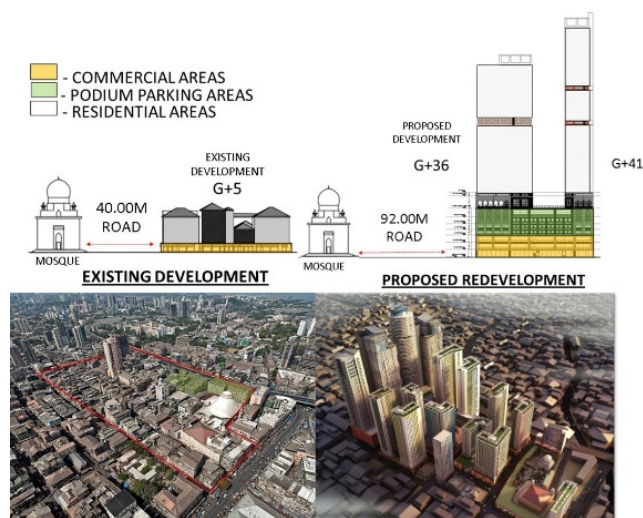 - COMMERCIAL AREAS
- PODIUM PARKING AREAS
- RESIDENTIAL AREAS
EXISTING
DEVELOPMENT
G+5
40.00M
ROAD
MOSQUE
EXISTING DEVELOPMENT
PROPOSED
DEVELOPMENT
G+36
G+41
92.00M
ROAD
MOSQUE
PROPOSED REDEVELOPMENT